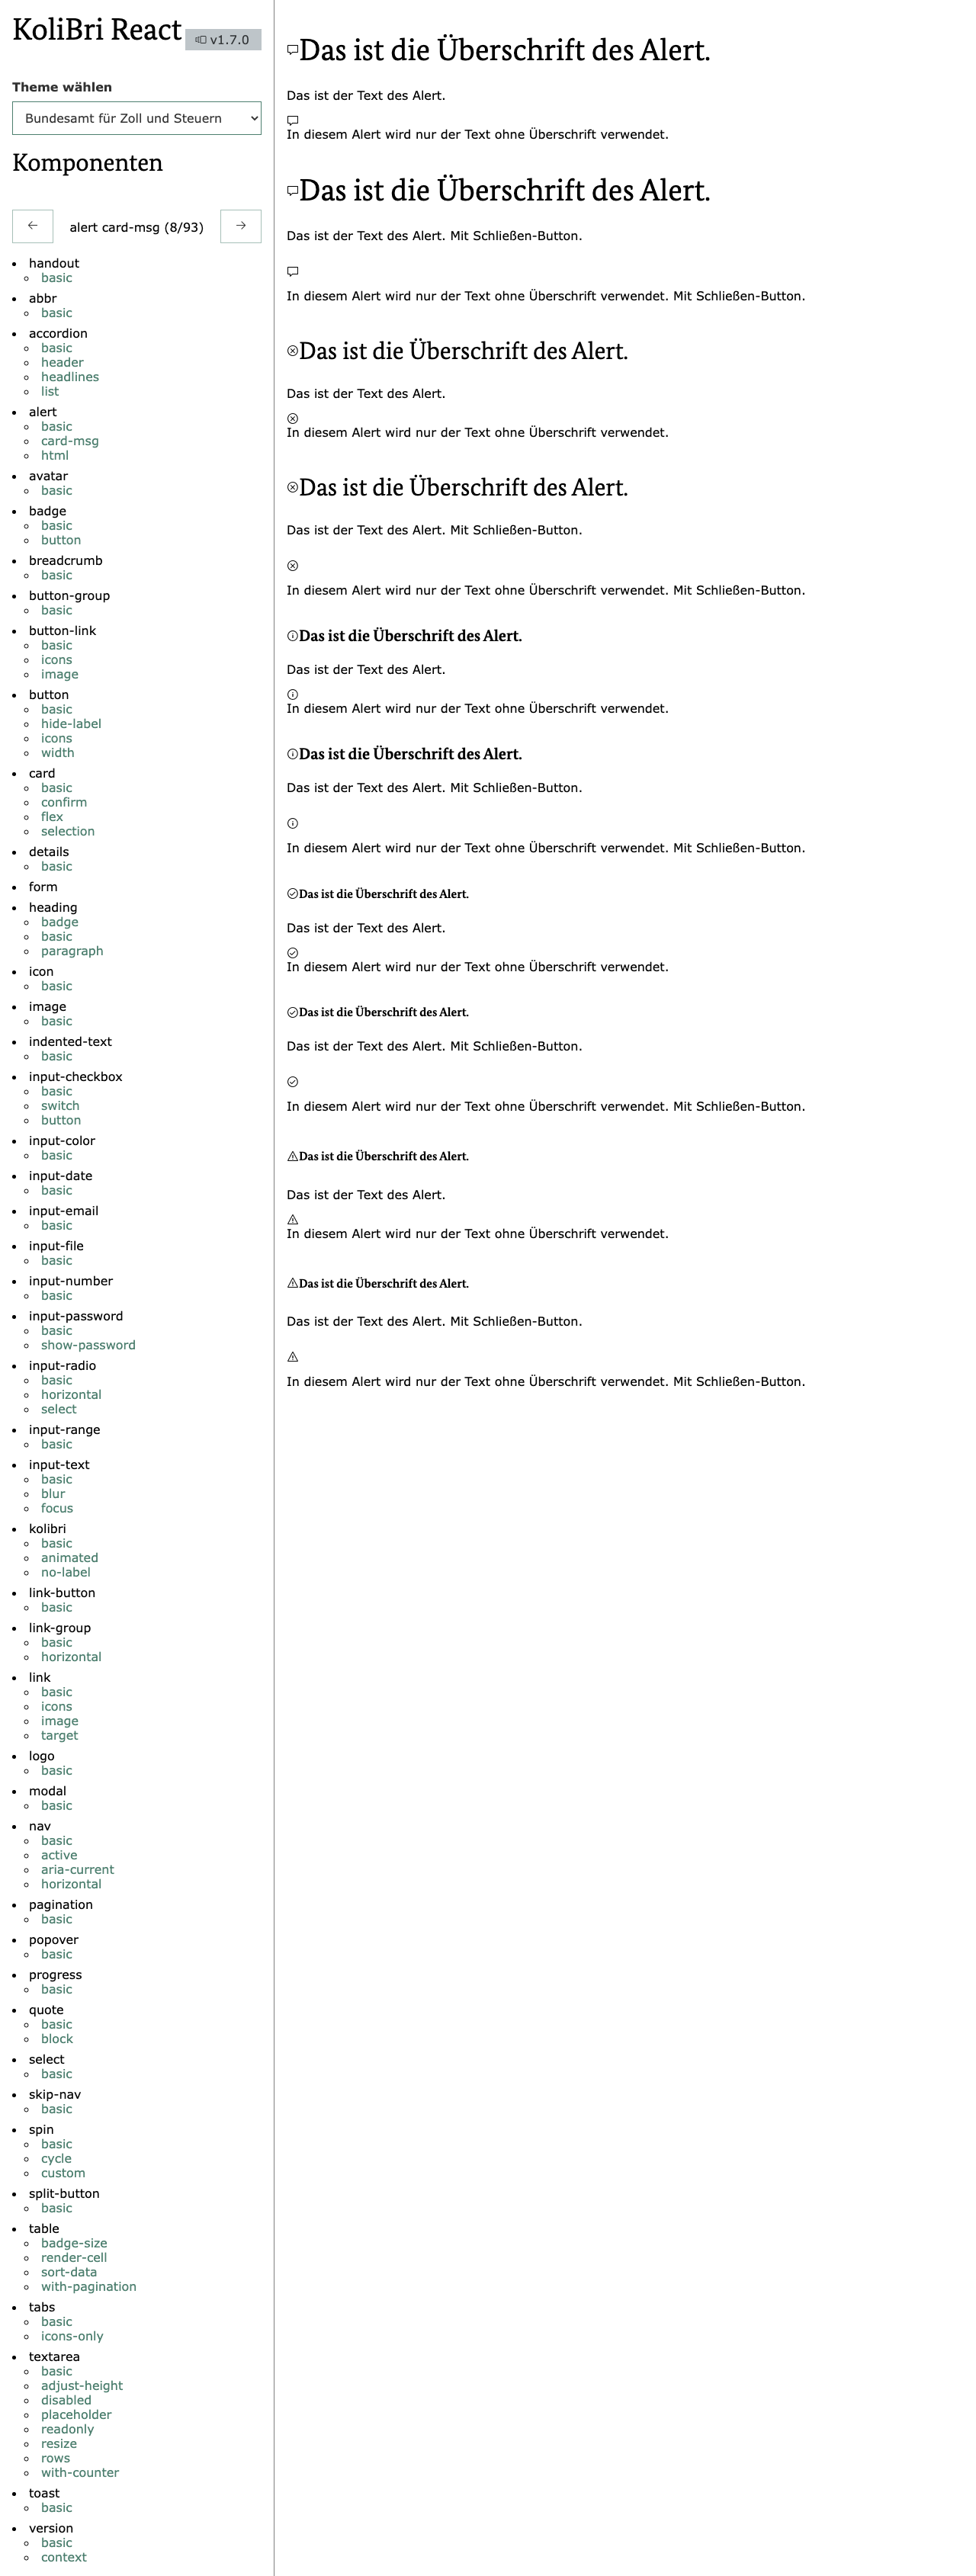 KoliBri React
v1.7.0
Theme wählen
Bundesamt für Zoll und Steuern
Komponenten
alert card-msg (8/93)
handout
basic
abbr
basic
accordion
basic
header
headlines
list
alert
basic
card-msg
html
avatar
basic
badge
basic
button
breadcrumb
basic
button-group
basic
button-link
basic
icons
image
button
basic
hide-label
icons
width
card
basic
confirm
flex
selection
details
basic
form
heading
badge
basic
paragraph
icon
basic
image
basic
indented-text
basic
input-checkbox
basic
switch
button
input-color
basic
input-date
basic
input-email
basic
input-file
basic
input-number
basic
input-password
basic
show-password
input-radio
basic
horizontal
select
input-range
basic
input-text
basic
blur
focus
kolibri
basic
animated
no-label
link-button
basic
link-group
basic
horizontal
link
basic
icons
image
target
logo
basic
modal
basic
nav
basic
active
aria-current
horizontal
pagination
basic
popover
basic
progress
basic
quote
basic
block
select
basic
skip-nav
basic
spin
basic
cycle
custom
split-button
basic
table
badge-size
render-cell
sort-data
with-pagination
tabs
basic
icons-only
textarea
basic
adjust-height
disabled
placeholder
readonly
resize
rows
with-counter
toast
basic
version
basic
context
Das ist die Überschrift des Alert.
Das ist der Text des Alert.
In diesem Alert wird nur der Text ohne Überschrift verwendet.
Das ist die Überschrift des Alert.
Das ist der Text des Alert. Mit Schließen-Button.
In diesem Alert wird nur der Text ohne Überschrift verwendet. Mit Schließen-Button.
Das ist die Überschrift des Alert.
Das ist der Text des Alert.
In diesem Alert wird nur der Text ohne Überschrift verwendet.
Das ist die Überschrift des Alert.
Das ist der Text des Alert. Mit Schließen-Button.
In diesem Alert wird nur der Text ohne Überschrift verwendet. Mit Schließen-Button.
Das ist die Überschrift des Alert.
Das ist der Text des Alert.
In diesem Alert wird nur der Text ohne Überschrift verwendet.
Das ist die Überschrift des Alert.
Das ist der Text des Alert. Mit Schließen-Button.
In diesem Alert wird nur der Text ohne Überschrift verwendet. Mit Schließen-Button.
Das ist die Überschrift des Alert.
Das ist der Text des Alert.
In diesem Alert wird nur der Text ohne Überschrift verwendet.
Das ist die Überschrift des Alert.
Das ist der Text des Alert. Mit Schließen-Button.
In diesem Alert wird nur der Text ohne Überschrift verwendet. Mit Schließen-Button.
Das ist die Überschrift des Alert.
Das ist der Text des Alert.
In diesem Alert wird nur der Text ohne Überschrift verwendet.
Das ist die Überschrift des Alert.
Das ist der Text des Alert. Mit Schließen-Button.
In diesem Alert wird nur der Text ohne Überschrift verwendet. Mit Schließen-Button.